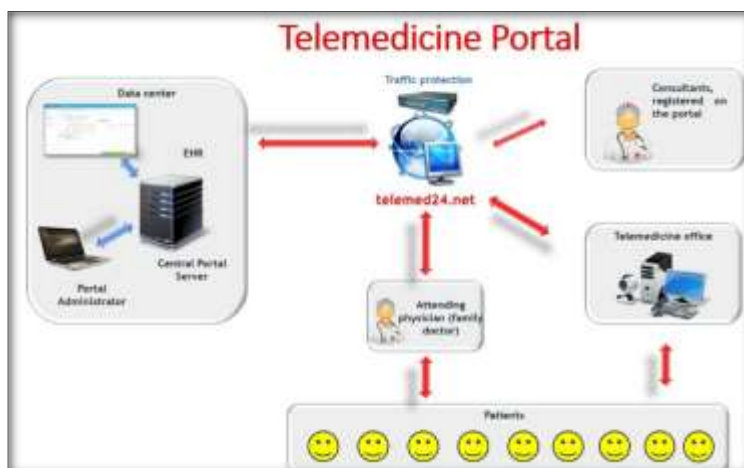 Telemedicine Portal
Traffic protection
Data center
EHR
Central Portal
Server
Portal
Administrator
telemed24.net
Consultants,
registered on
the portal
Telemedicine office
Attending
physician (family
doctor)
Patients